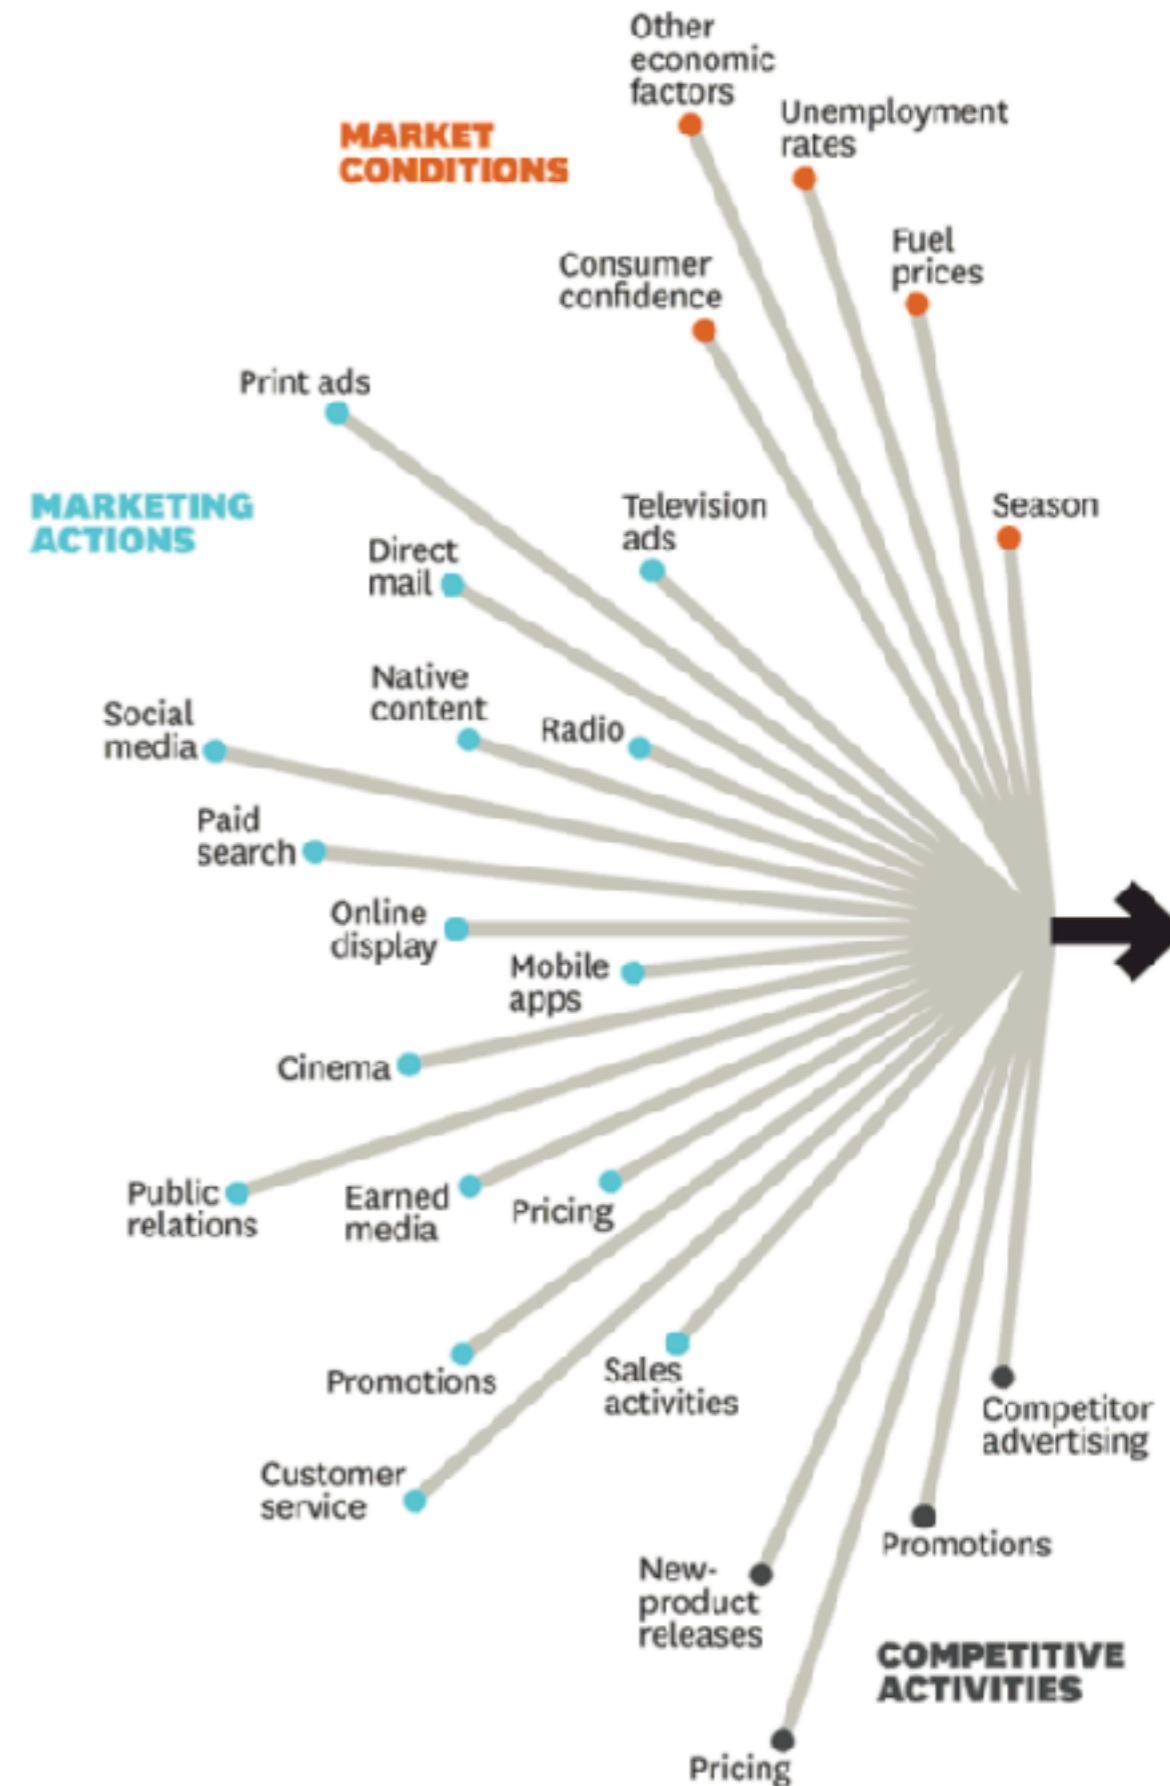 Other
economic
factors
Unemployment
rates
MARKET
CONDITIONS
Fuel
prices
Consumer
confidence
Print ads
MARKETING
ACTIONS
Television
ads
Season
Direct
mail
Native
content
Social
media
Radio
Paid
search
Online
display
Mobile
apps
Cinema
Public
relations
Earned
media
Pricing
Promotions
Sales
activities
Competitor
advertising
Customer
service
Promotions
New-
product
releases
COMPETITIVE
ACTIVITIES
Pricing